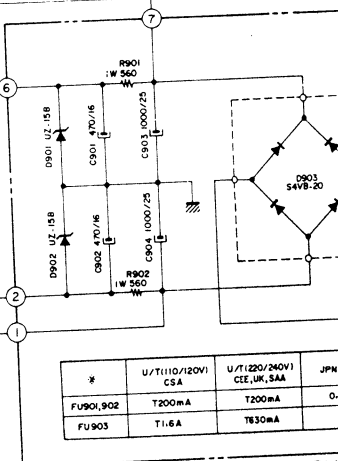 7
R901
1W 560
6
D901 UZ-15B
C901 470/16
C903 1000/25
D903
S4VB-20
D902 UZ-15B
C902 470/16
C904 1000/25
R902
1W 560
2
1
* U/T(110/120V) CSA U/T(220/240V) CEE,UK,SAA JPN
FU901,902 T200mA T200mA 0.
FU903 T1.6A T630mA